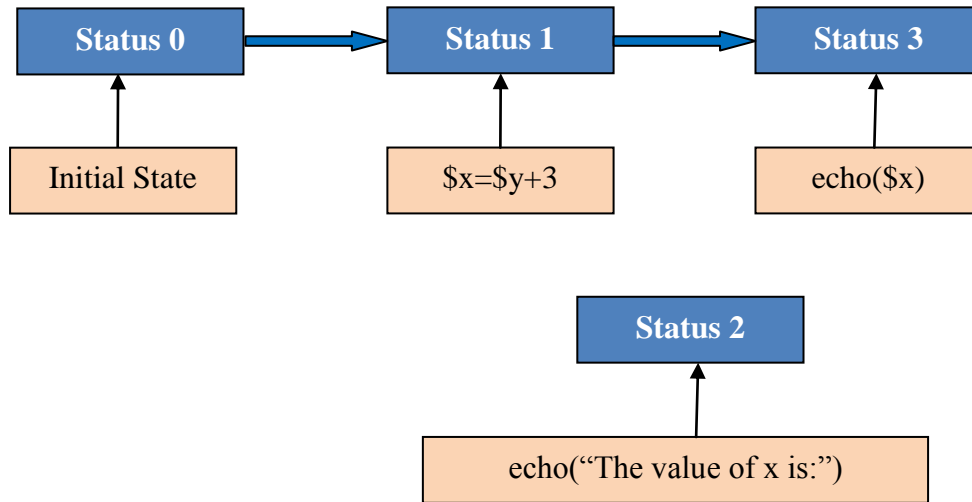 Status 0
Status 1
Status 3
Initial State
$x=$y+3
echo($x)
Status 2
echo(“The value of x is:”)